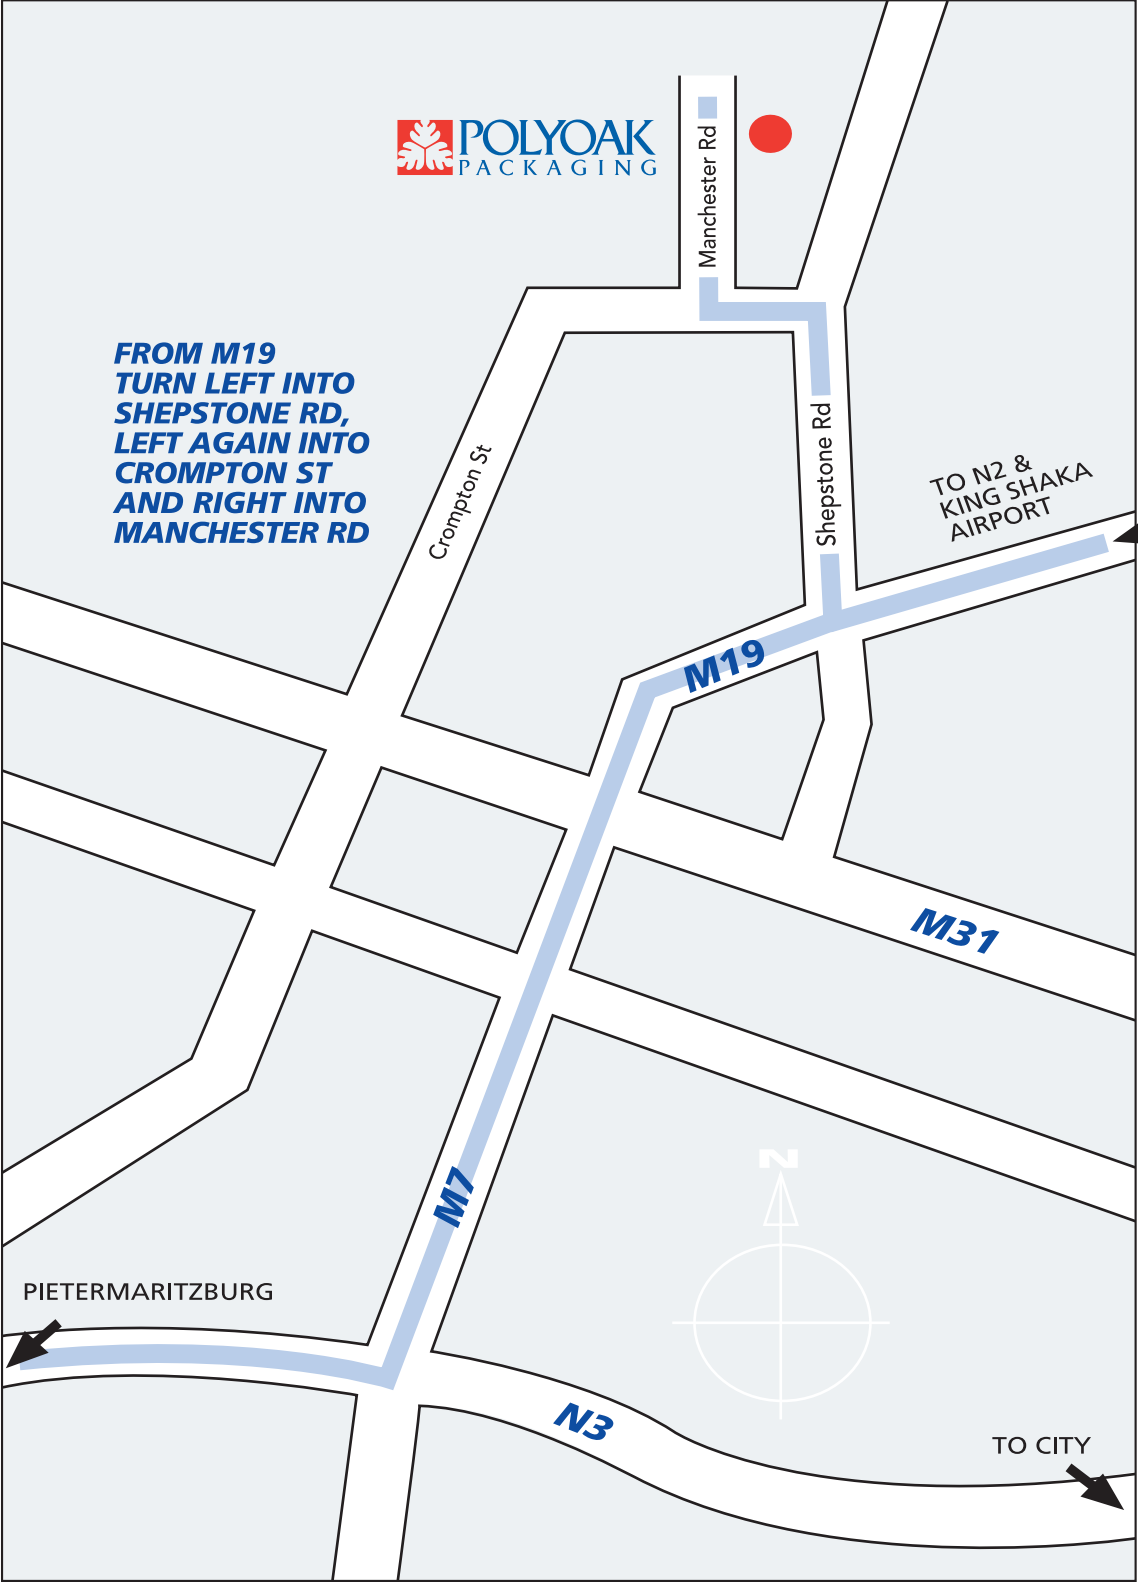 POLYOAK
PACKAGING
Manchester Rd
FROM M19
TURN LEFT INTO
SHEPSTONE RD,
LEFT AGAIN INTO
CROMPTON ST
AND RIGHT INTO
MANCHESTER RD
Crompton St
Shepstone Rd
TO N2 &
KING SHAKA
AIRPORT
M19
M31
M7
N
PIETERMARITZBURG
N3
TO CITY